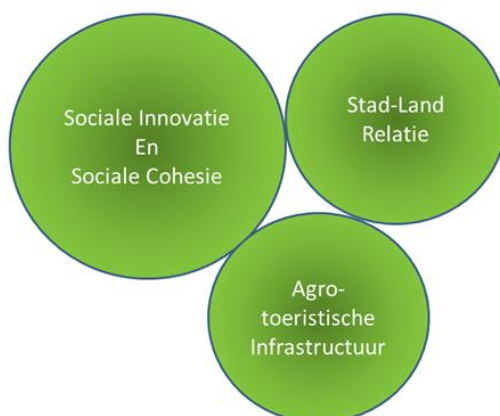 Sociale Innovatie
En
Sociale Cohesie
Stad-Land
Relatie
Agro-
toeristische
Infrastructuur